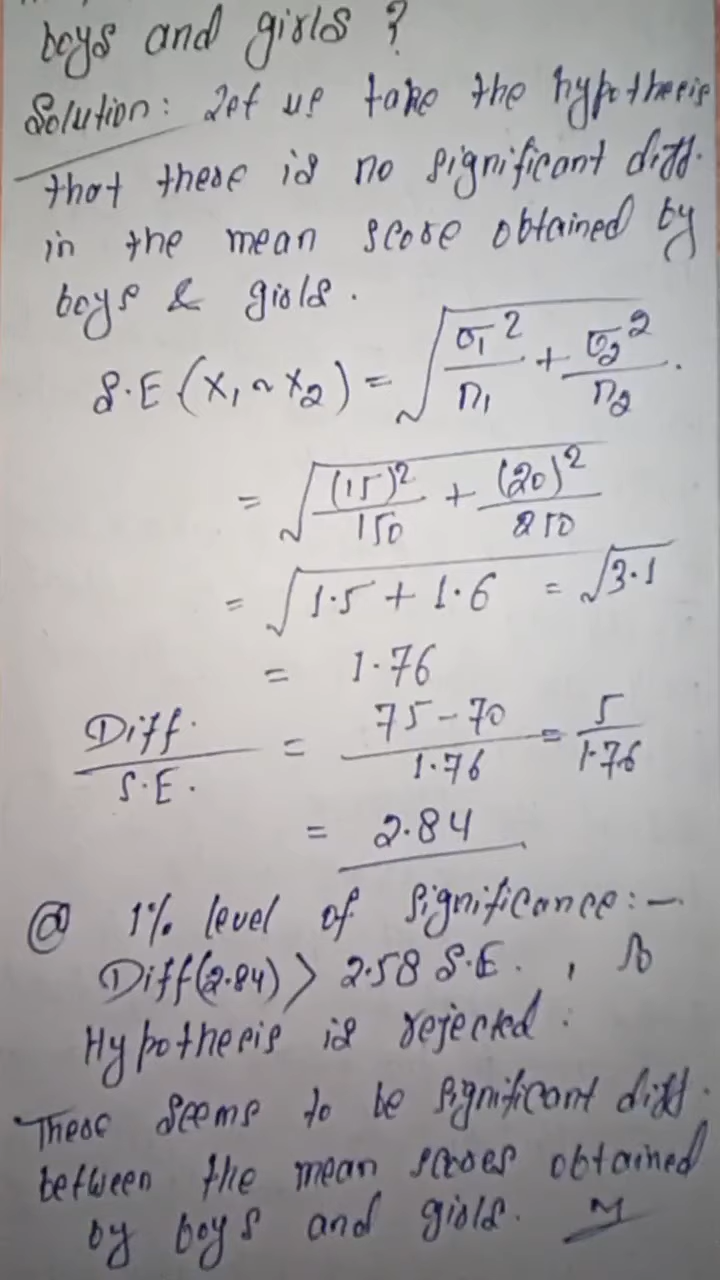 boys and girls ?
Solution: Let us take the hypothesis
that there is no significant diff.
in the mean score obtained by
boys & girls.
S.E (x₁ ~ x₂) = √(σ₁²/n₁ + σ₂²/n₂).
= √((15)²/150 + (20)²/250)
= √(1.5 + 1.6) = √3.1
= 1.76
Diff./S.E. = (75-70)/1.76 = 5/1.76
= 2.84
@ 1% level of significance:-
Diff(2.84) > 2.58 S.E. , so
Hypothesis is rejected.
There seems to be significant diff.
between the mean scores obtained
by boys and girls.